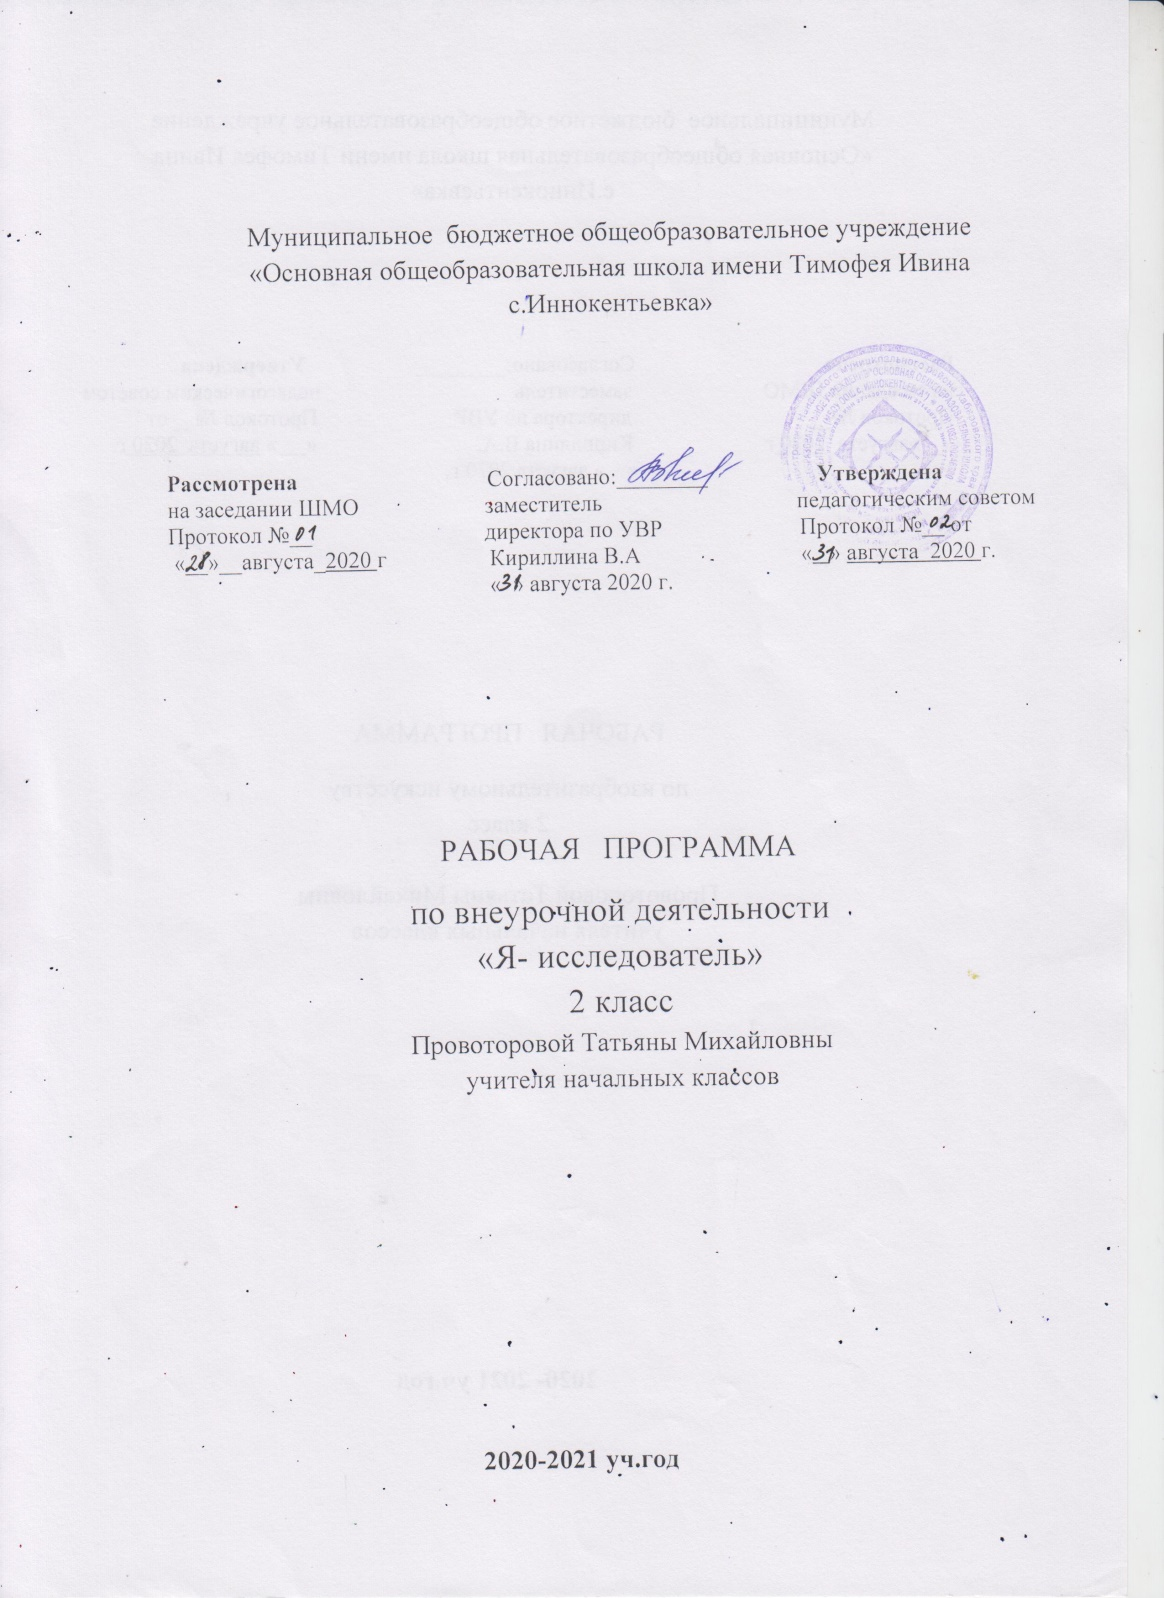 Муниципальное бюджетное общеобразовательное учреждение
«Основная общеобразовательная школа имени Тимофея Ивина
с.Иннокентьевка»
Рассмотрена
на заседании ШМО
Протокол № 01
«28»__августа_2020 г
Согласовано:________
заместитель
директора по УВР
Кириллина В.А
«31» августа 2020 г.
Утверждена
педагогическим советом
Протокол № 02 от
«31» августа 2020 г.
РАБОЧАЯ ПРОГРАММА
по внеурочной деятельности
«Я- исследователь»
2 класс
Провоторовой Татьяны Михайловны
учителя начальных классов
2020-2021 уч.год